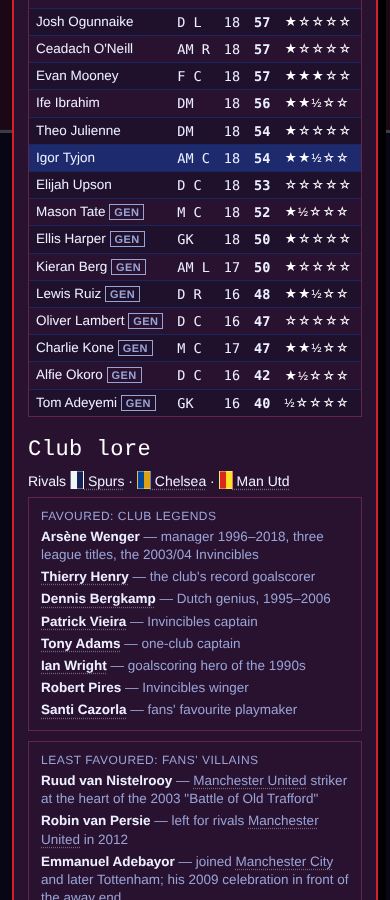 Josh Ogunnaike D L 18 57 ★☆☆☆☆
Ceadach O'Neill AM R 18 57 ★☆☆☆☆
Evan Mooney F C 18 57 ★★★☆☆
Ife Ibrahim DM 18 56 ★★½☆☆
Theo Julienne DM 18 54 ★☆☆☆☆
Igor Tyjon AM C 18 54 ★★½☆☆
Elijah Upson D C 18 53 ☆☆☆☆☆
Mason Tate GEN M C 18 52 ★½☆☆☆
Ellis Harper GEN GK 18 50 ★☆☆☆☆
Kieran Berg GEN AM L 17 50 ★☆☆☆☆
Lewis Ruiz GEN D R 16 48 ★★½☆☆
Oliver Lambert GEN D C 16 47 ☆☆☆☆☆
Charlie Kone GEN M C 17 47 ★★½☆☆
Alfie Okoro GEN D C 16 42 ★½☆☆☆
Tom Adeyemi GEN GK 16 40 ½☆☆☆☆
Club lore
Rivals Spurs · Chelsea · Man Utd
FAVOURED: CLUB LEGENDS
Arsène Wenger — manager 1996–2018, three
league titles, the 2003/04 Invincibles
Thierry Henry — the club's record goalscorer
Dennis Bergkamp — Dutch genius, 1995–2006
Patrick Vieira — Invincibles captain
Tony Adams — one-club captain
Ian Wright — goalscoring hero of the 1990s
Robert Pires — Invincibles winger
Santi Cazorla — fans' favourite playmaker
LEAST FAVOURED: FANS' VILLAINS
Ruud van Nistelrooy — Manchester United striker
at the heart of the 2003 "Battle of Old Trafford"
Robin van Persie — left for rivals Manchester
United in 2012
Emmanuel Adebayor — joined Manchester City
and later Tottenham; his 2009 celebration in front of
the away end